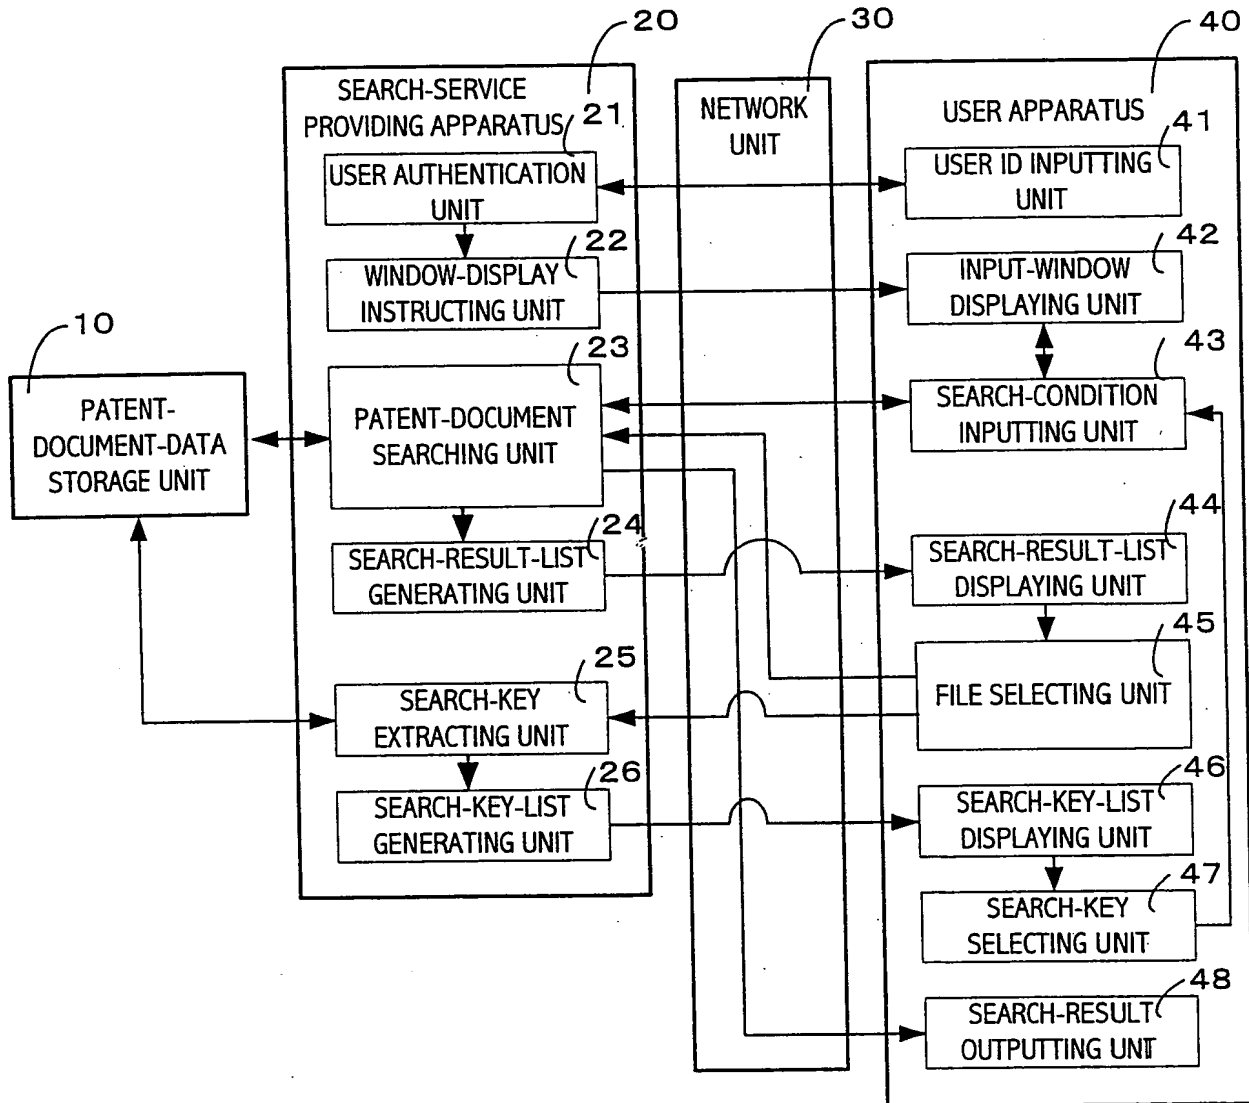 20
30
40
SEARCH-SERVICE
PROVIDING APPARATUS
NETWORK
UNIT
USER APPARATUS
21
USER AUTHENTICATION
UNIT
41
USER ID INPUTTING
UNIT
22
WINDOW-DISPLAY
INSTRUCTING UNIT
42
INPUT-WINDOW
DISPLAYING UNIT
10
PATENT-
DOCUMENT-DATA
STORAGE UNIT
23
PATENT-DOCUMENT
SEARCHING UNIT
43
SEARCH-CONDITION
INPUTTING UNIT
24
SEARCH-RESULT-LIST
GENERATING UNIT
44
SEARCH-RESULT-LIST
DISPLAYING UNIT
45
FILE SELECTING UNIT
25
SEARCH-KEY
EXTRACTING UNIT
26
SEARCH-KEY-LIST
GENERATING UNIT
46
SEARCH-KEY-LIST
DISPLAYING UNIT
47
SEARCH-KEY
SELECTING UNIT
48
SEARCH-RESULT
OUTPUTTING UNIT